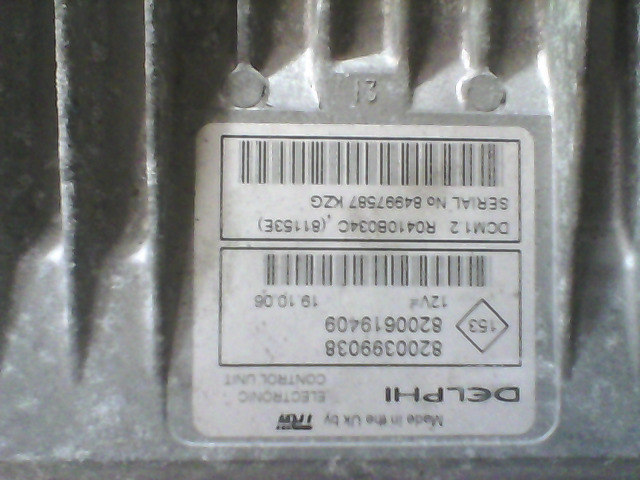 Made in the Uk by TRW
DELPHI ELECTRONIC
CONTROL UNIT
8200399038
153 8200619409
12V 19.10.06
DCM1.2 R0410B034C (81153E)
SERIAL No 84997587 KZG
21